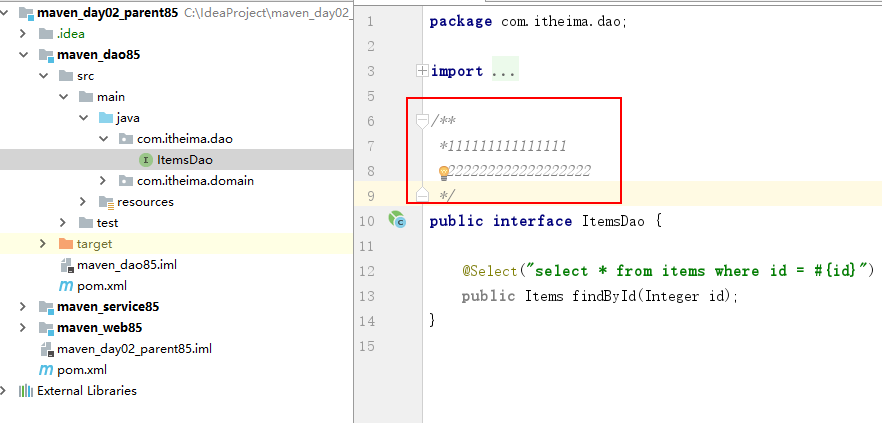 maven_day02_parent85 C:\IdeaProject\maven_day02_
.idea
maven_dao85
src
main
java
com.itheima.dao
ItemsDao
com.itheima.domain
resources
test
target
maven_dao85.iml
pom.xml
maven_service85
maven_web85
maven_day02_parent85.iml
pom.xml
External Libraries
1 package com.itheima.dao;
2
3 import ...
5
6 /**
7 *111111111111111
8 222222222222222222
9 */
10 public interface ItemsDao {
11
12 @Select("select * from items where id = #{id}")
13 public Items findById(Integer id);
14 }
15